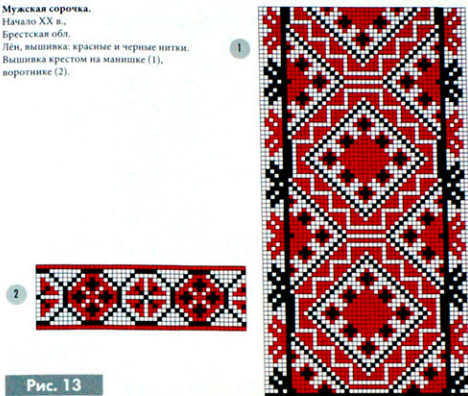 Мужская сорочка.
Начало XX в.,
Брестская обл.
Лён, вышивка: красные и черные нитки.
Вышивка крестом на манишке (1),
воротнике (2).
1
2
Рис. 13